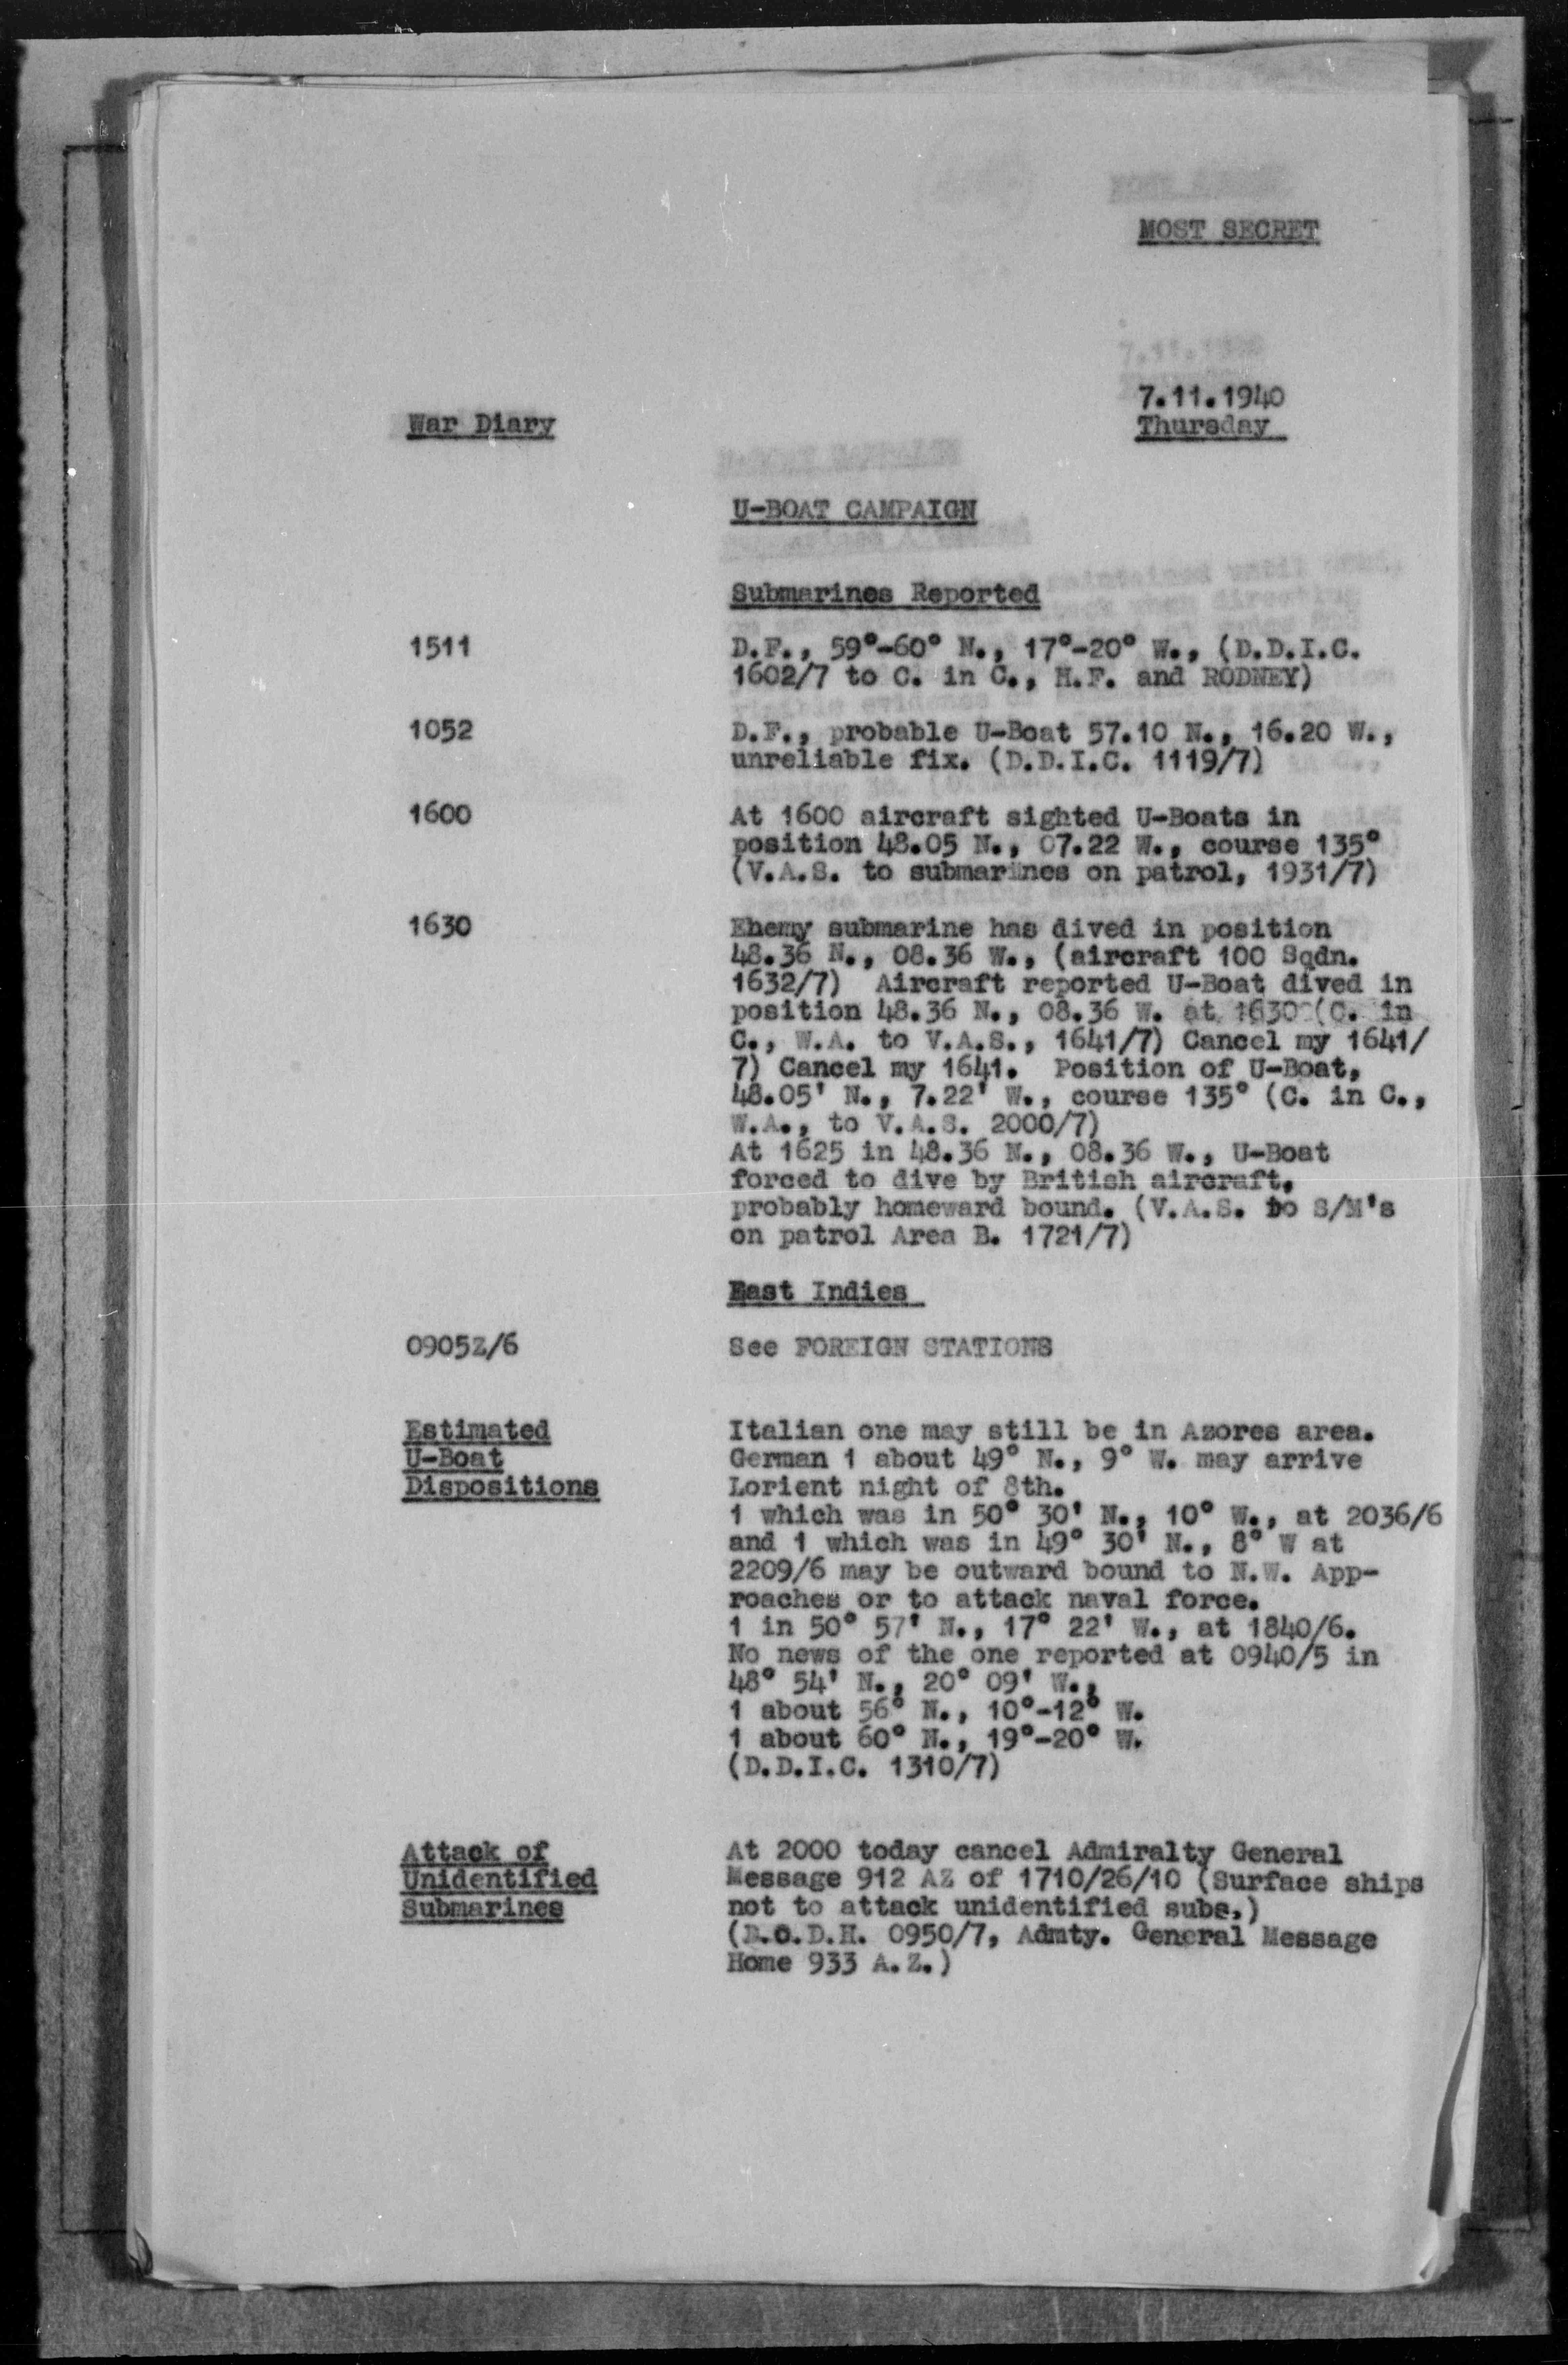 MOST SECRET
7.11.1940
War Diary
Thursday
U-BOAT CAMPAIGN
Submarines Reported
1511
D.F., 59°-60° N., 17°-20° W., (D.D.I.C.
1602/7 to C. in C., H.F. and RODNEY)
1052
D.F., probable U-Boat 57.10 N., 16.20 W.,
unreliable fix. (D.D.I.C. 1119/7)
1600
At 1600 aircraft sighted U-Boats in
position 48.05 N., 07.22 W., course 135°
(V.A.S. to submarines on patrol, 1931/7)
1630
Ehemy submarine has dived in position
48.36 N., 08.36 W., (aircraft 100 Sqdn.
1632/7) Aircraft reported U-Boat dived in
position 48.36 N., 08.36 W. at 1630 (C. in
C., W.A. to V.A.S., 1641/7) Cancel my 1641/
7) Cancel my 1641. Position of U-Boat,
48.05' N., 7.22' W., course 135° (C. in C.,
W.A., to V.A.S. 2000/7)
At 1625 in 48.36 N., 08.36 W., U-Boat
forced to dive by British aircraft,
probably homeward bound. (V.A.S. to S/M's
on patrol Area B. 1721/7)
East Indies
0905Z/6
See FOREIGN STATIONS
Estimated
U-Boat
Dispositions
Italian one may still be in Azores area.
German 1 about 49° N., 9° W. may arrive
Lorient night of 8th.
1 which was in 50° 30' N., 10° W., at 2036/6
and 1 which was in 49° 30' N., 8° W at
2209/6 may be outward bound to N.W. App-
roaches or to attack naval force.
1 in 50° 57' N., 17° 22' W., at 1840/6.
No news of the one reported at 0940/5 in
48° 54' N., 20° 09' W.,
1 about 56° N., 10°-12° W.
1 about 60° N., 19°-20° W.
(D.D.I.C. 1310/7)
Attack of
Unidentified
Submarines
At 2000 today cancel Admiralty General
Message 912 AZ of 1710/26/10 (Surface ships
not to attack unidentified subs.)
(D.O.D.H. 0950/7, Admty. General Message
Home 933 A.Z.)